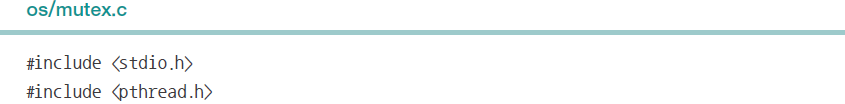 os/mutex.c
#include <stdio.h>
#include <pthread.h>